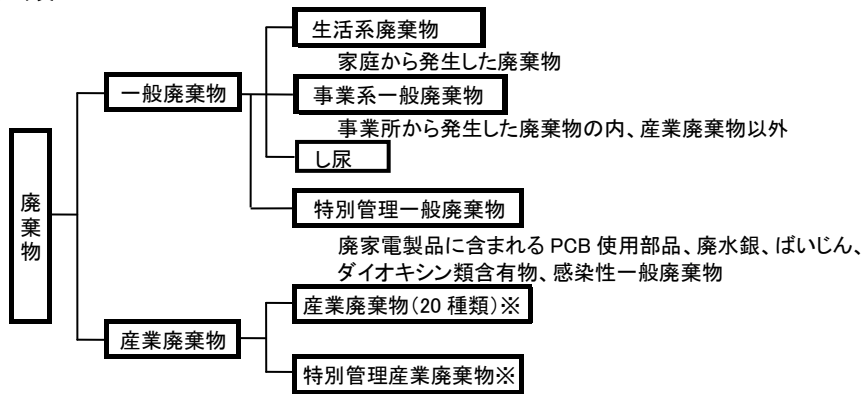 生活系廃棄物
家庭から発生した廃棄物
一般廃棄物
事業系一般廃棄物
事業所から発生した廃棄物の内、産業廃棄物以外
し尿
廃棄物
特別管理一般廃棄物
廃家電製品に含まれる PCB 使用部品、廃水銀、ばいじん、
ダイオキシン類含有物、感染性一般廃棄物
産業廃棄物(20 種類)※
産業廃棄物
特別管理産業廃棄物※